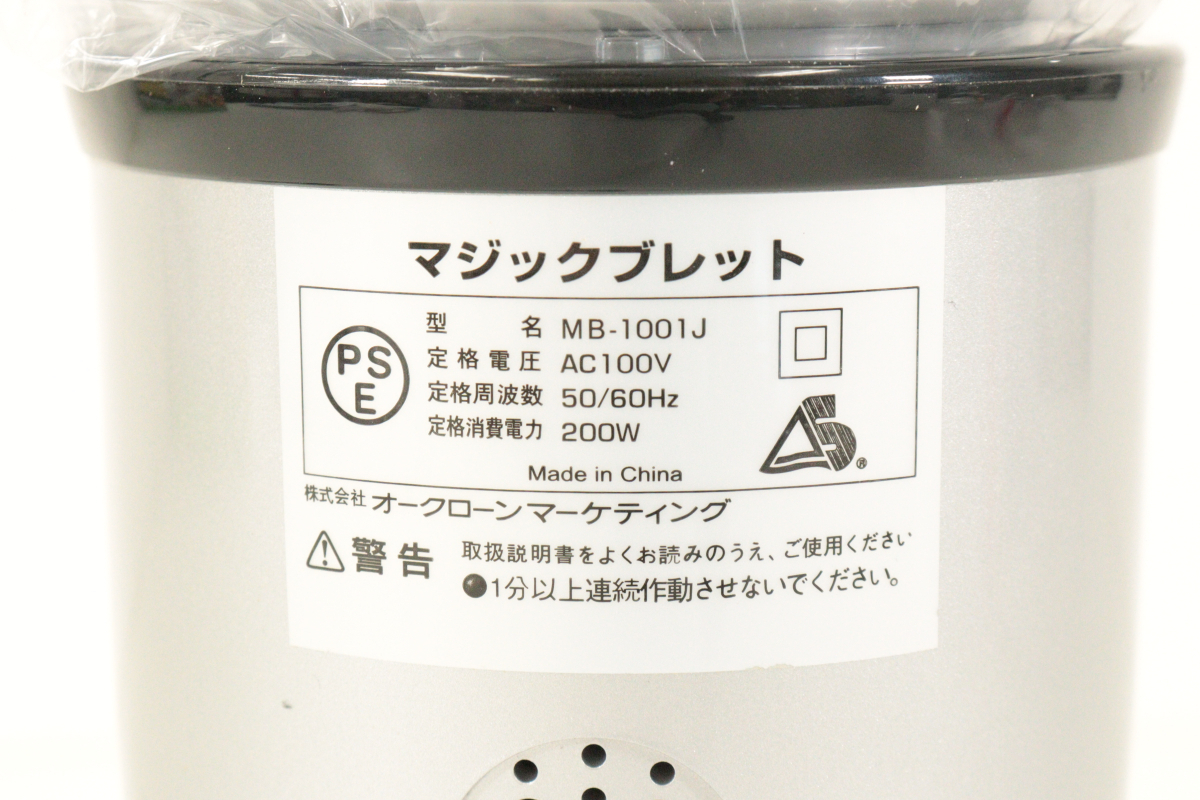 マジックブレット
PS
E
型名 MB-1001J
定格電圧 AC100V
定格周波数 50/60Hz
定格消費電力 200W
Made in China
株式会社 オークローンマーケティング
警告 取扱説明書をよくお読みのうえ、ご使用ください
●1分以上連続作動させないでください。